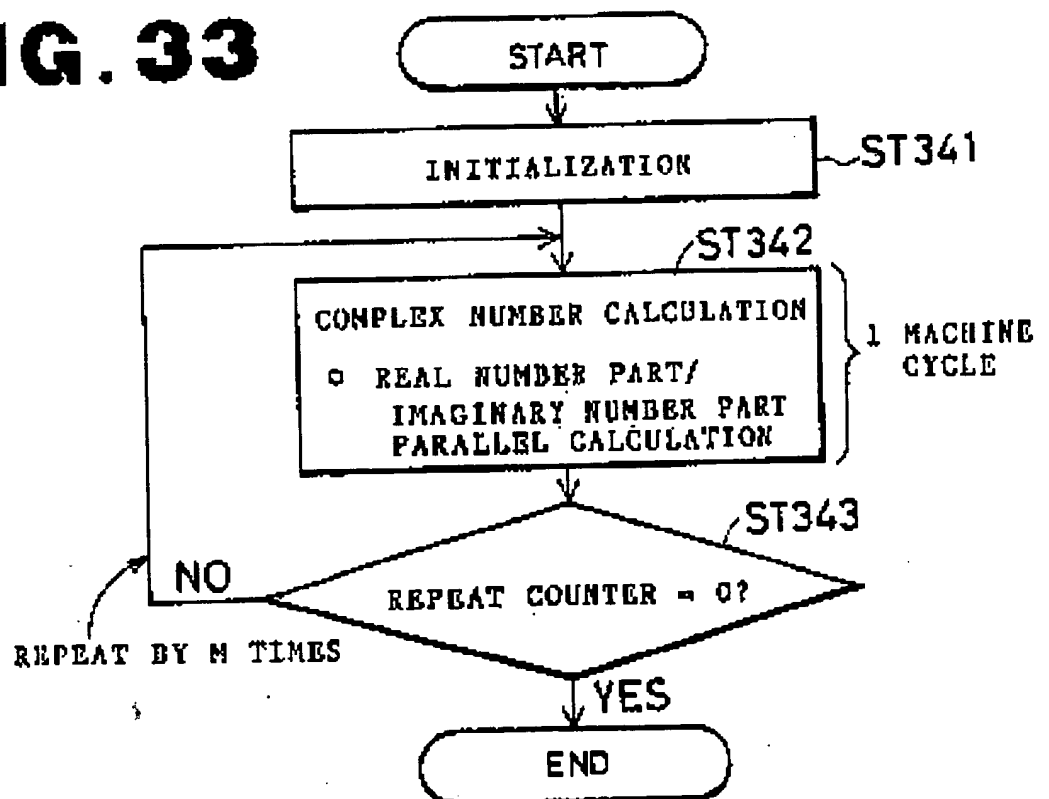 IG. 33
START
INITIALIZATION
ST341
ST342
COMPLEX NUMBER CALCULATION
o REAL NUMBER PART/
IMAGINARY NUMBER PART
PARALLEL CALCULATION
1 MACHINE
CYCLE
ST343
REPEAT COUNTER = 0?
NO
REPEAT BY M TIMES
YES
END